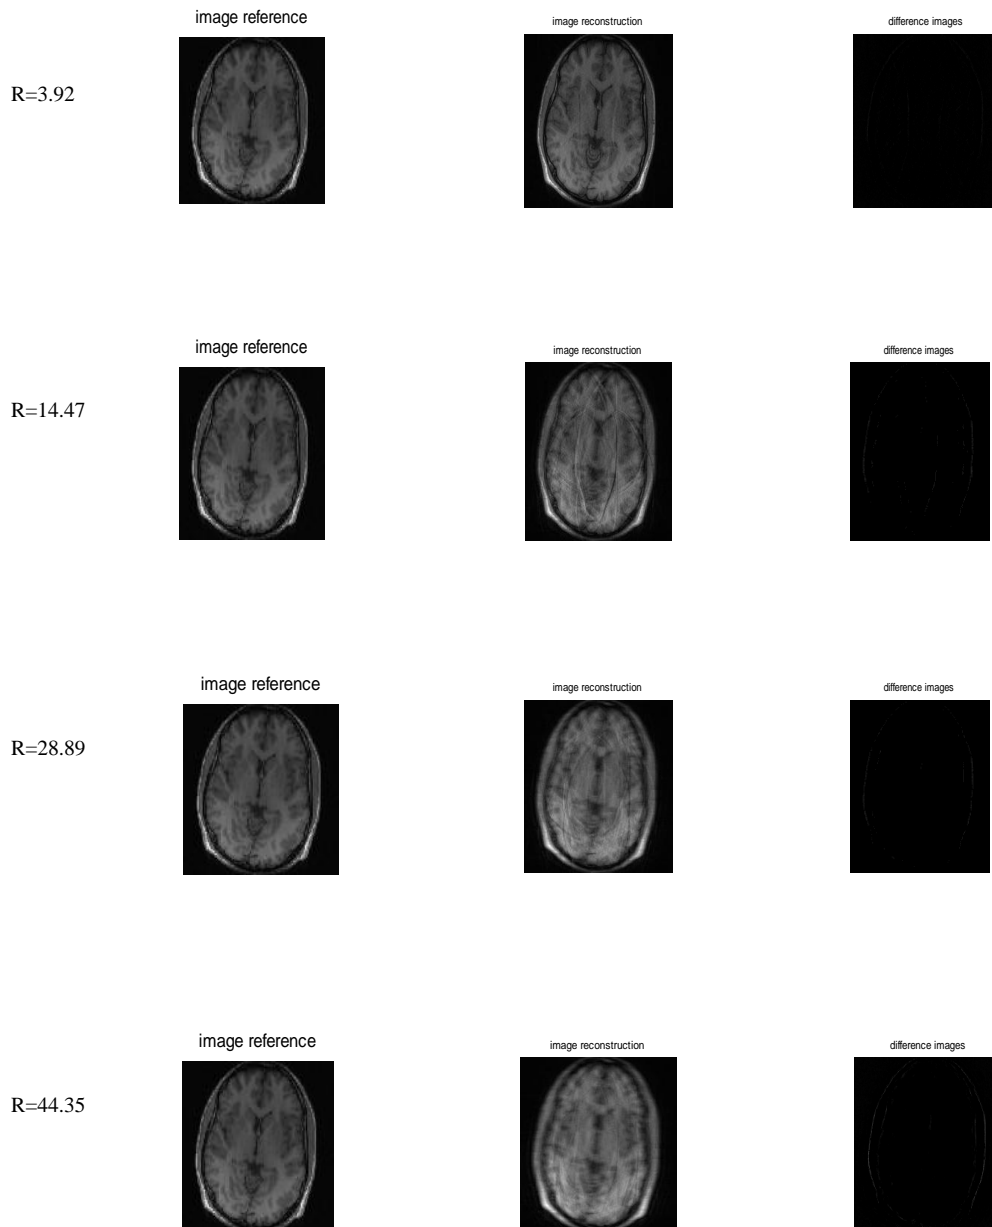 image reference
image reconstruction
difference images
R=3.92
image reference
image reconstruction
difference images
R=14.47
image reference
image reconstruction
difference images
R=28.89
image reference
image reconstruction
difference images
R=44.35